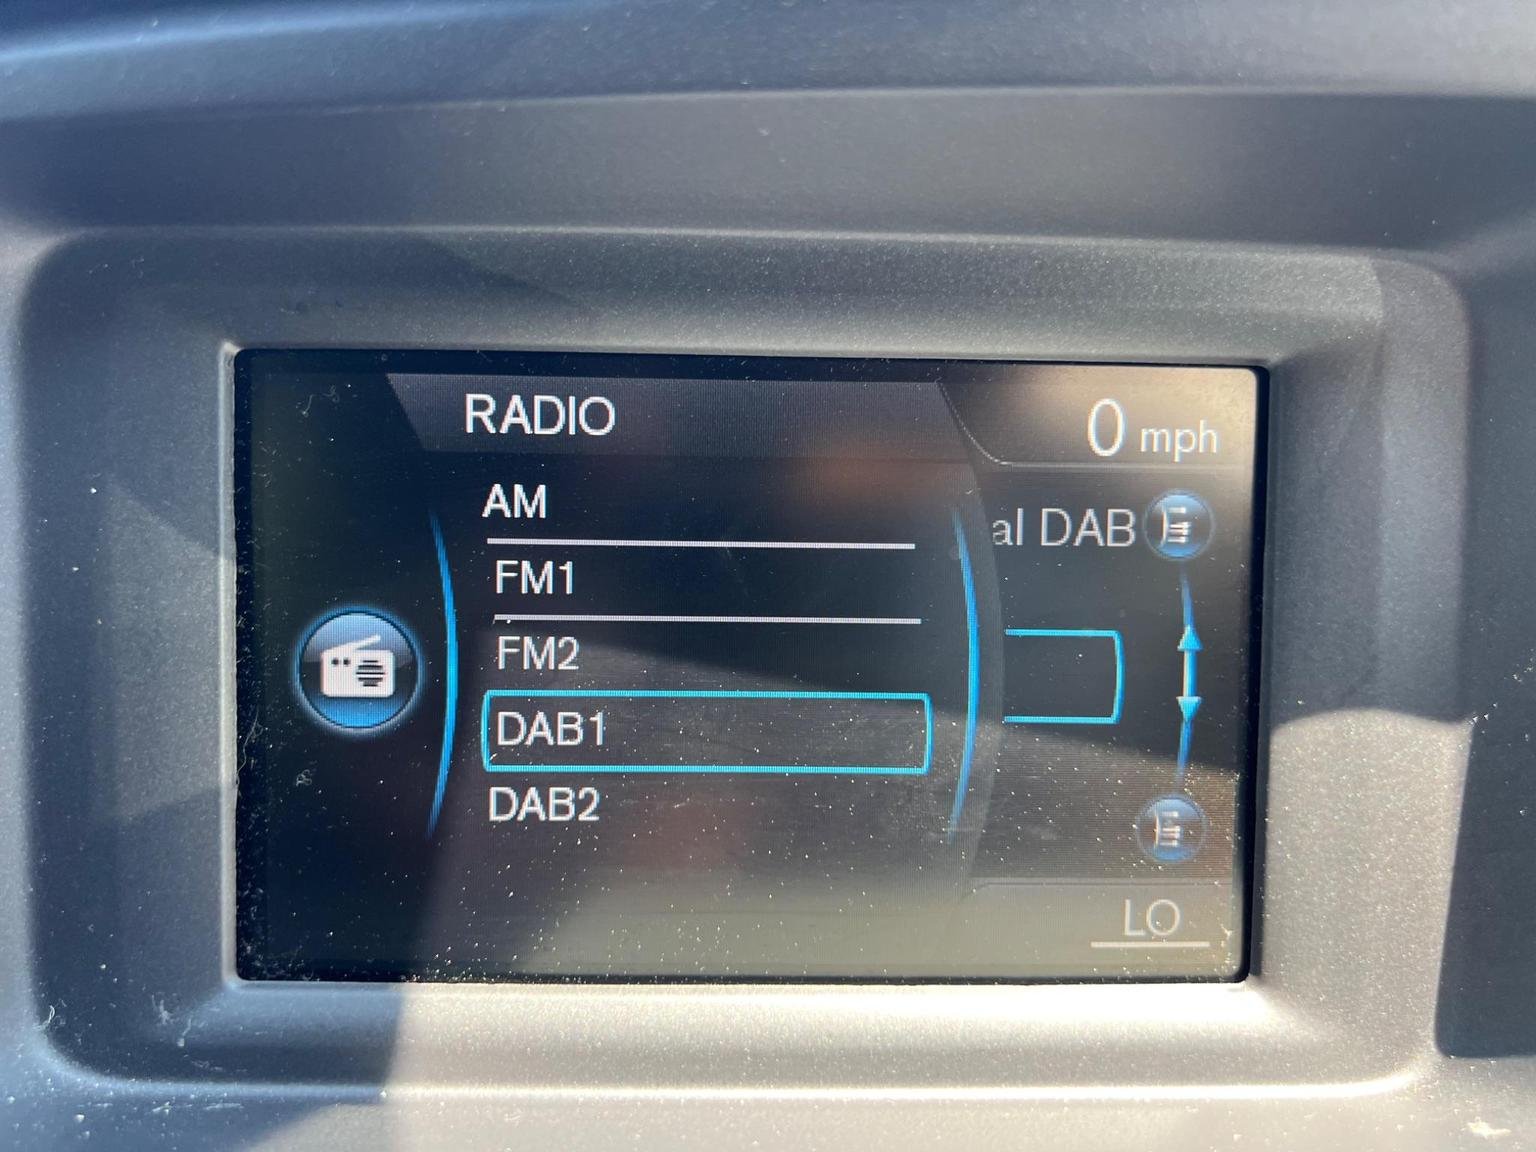 RADIO
0 mph
AM
al DAB
FM1
FM2
DAB1
DAB2
LO